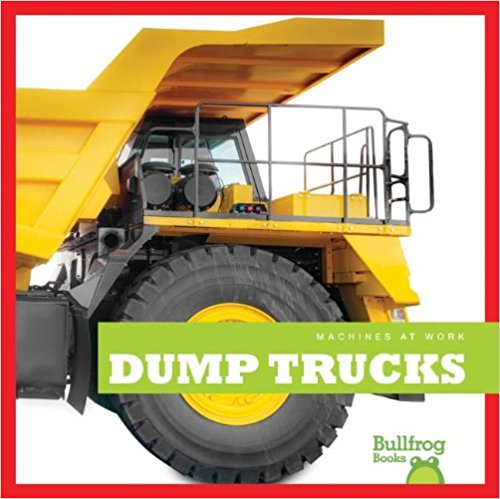 MACHINES AT WORK
DUMP TRUCKS
Bullfrog
Books